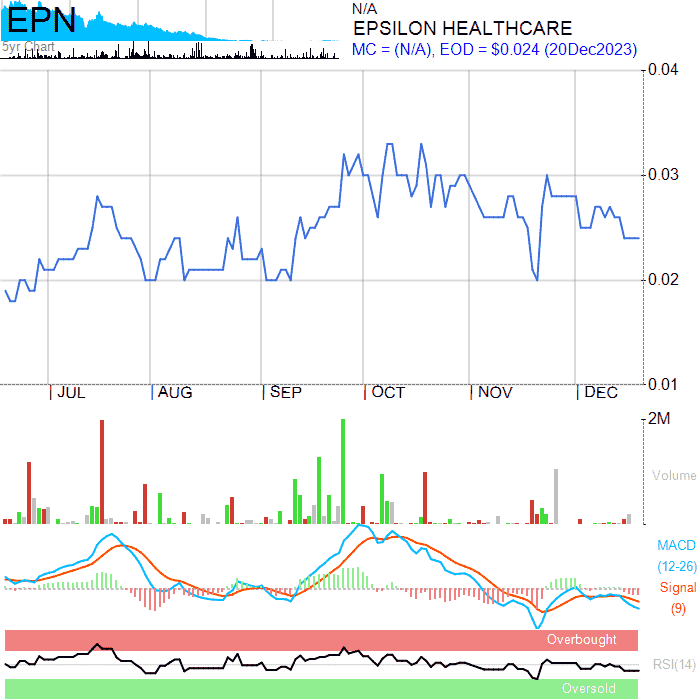 EPN
5yr Chart
N/A
EPSILON HEALTHCARE
MC = (N/A), EOD = $0.024 (20Dec2023)
0.04
0.03
0.02
0.01
JUL
AUG
SEP
OCT
NOV
DEC
2M
Volume
MACD
(12-26)
Signal
(9)
Overbought
RSI(14)
Oversold